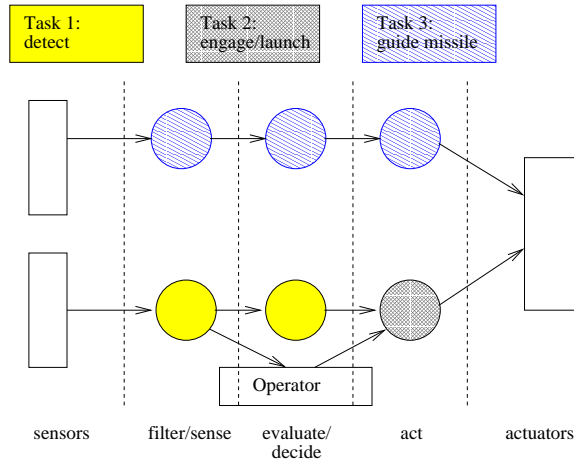 Task 1:
detect
Task 2:
engage/launch
Task 3:
guide missile
Operator
sensors
filter/sense
evaluate/
decide
act
actuators